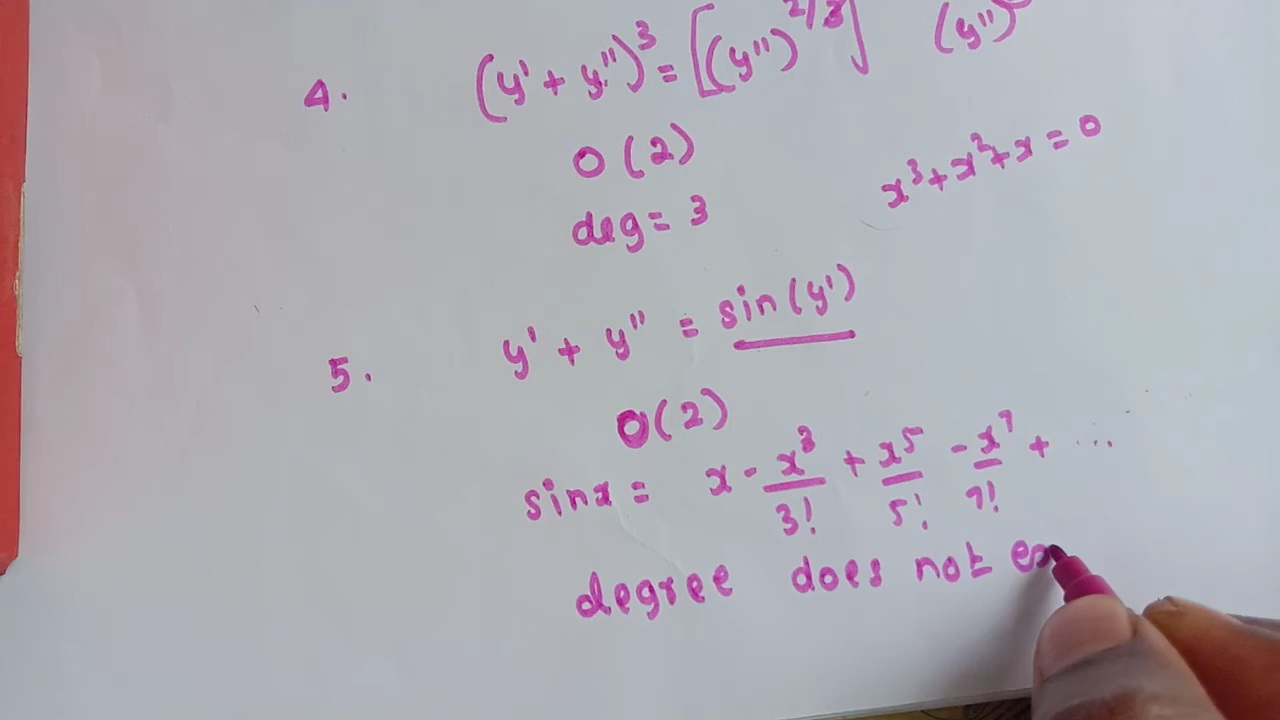 4. (y' + y'')³ = [(y'')^2/3] (y'')
O(2)
x³+x²+x=0
deg= 3
5. y' + y'' = sin(y')
O(2)
sinx= x - x³/3! + x⁵/5! - x⁷/7! + ...
degree does not